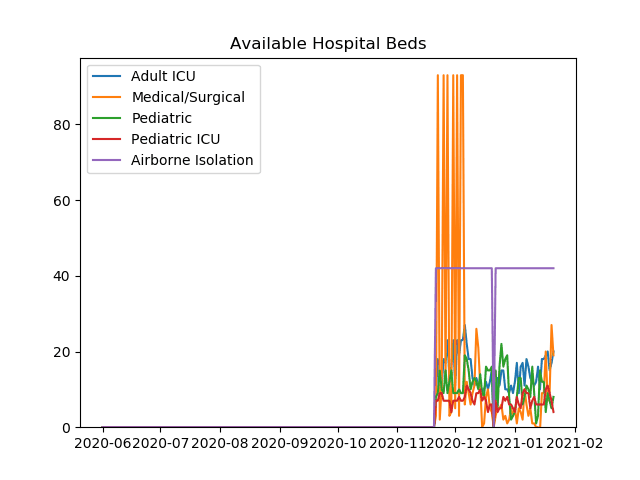 Available Hospital Beds
Adult ICU
Medical/Surgical
Pediatric
Pediatric ICU
Airborne Isolation
80
60
40
20
0
2020-06 2020-07 2020-08 2020-09 2020-10 2020-11 2020-12 2021-01 2021-02